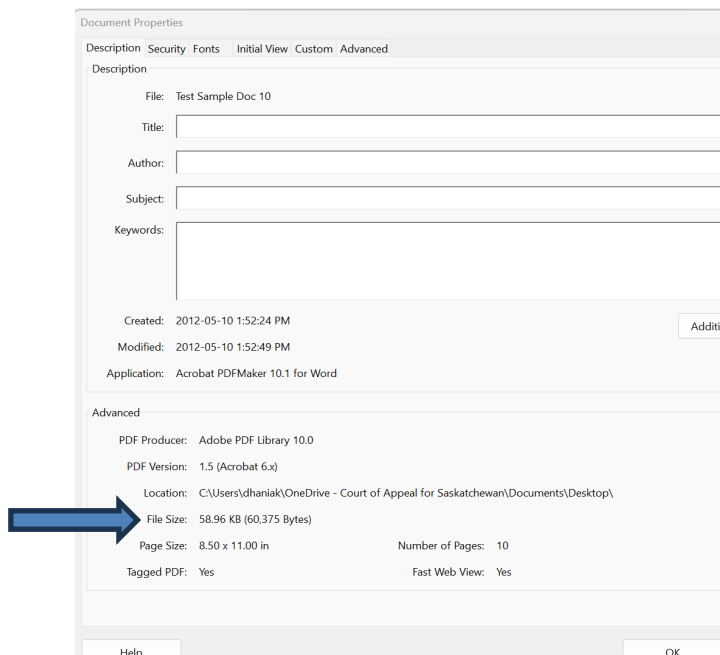 Document Properties
Description Security Fonts Initial View Custom Advanced
Description
File: Test Sample Doc 10
Title:
Author:
Subject:
Keywords:
Created: 2012-05-10 1:52:24 PM
Additi
Modified: 2012-05-10 1:52:49 PM
Application: Acrobat PDFMaker 10.1 for Word
Advanced
PDF Producer: Adobe PDF Library 10.0
PDF Version: 1.5 (Acrobat 6.x)
Location: C:\Users\dhaniak\OneDrive - Court of Appeal for Saskatchewan\Documents\Desktop\
File Size: 58.96 KB (60,375 Bytes)
Page Size: 8.50 x 11.00 in Number of Pages: 10
Tagged PDF: Yes Fast Web View: Yes
Help OK